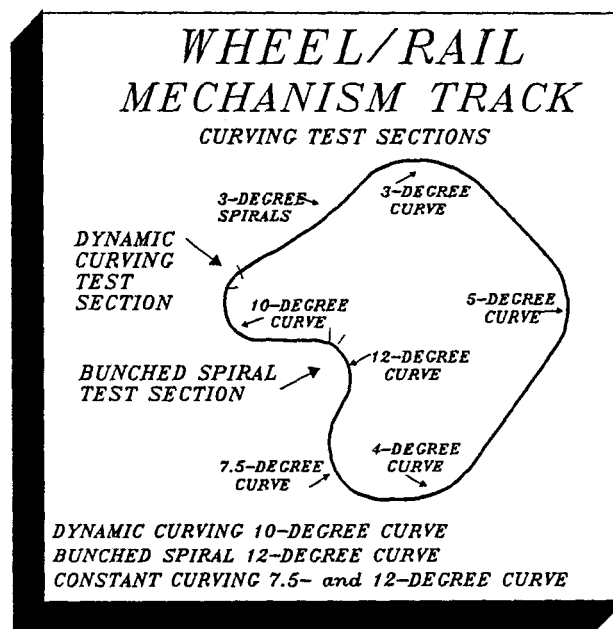 WHEEL/RAIL
MECHANISM TRACK
CURVING TEST SECTIONS
3-DEGREE
SPIRALS
3-DEGREE
CURVE
DYNAMIC
CURVING
TEST
SECTION
10-DEGREE
CURVE
5-DEGREE
CURVE
BUNCHED SPIRAL
TEST SECTION
12-DEGREE
CURVE
7.5-DEGREE
CURVE
4-DEGREE
CURVE
DYNAMIC CURVING 10-DEGREE CURVE
BUNCHED SPIRAL 12-DEGREE CURVE
CONSTANT CURVING 7.5- and 12-DEGREE CURVE